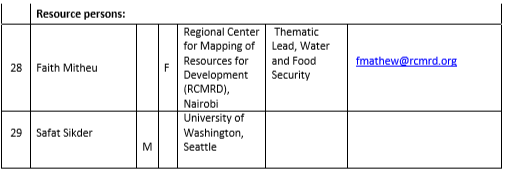 Resource persons:
28 Faith Mitheu F Regional Center for Mapping of Resources for Development (RCMRD), Nairobi Thematic Lead, Water and Food Security fmathew@rcmrd.org
29 Safat Sikder M University of Washington, Seattle